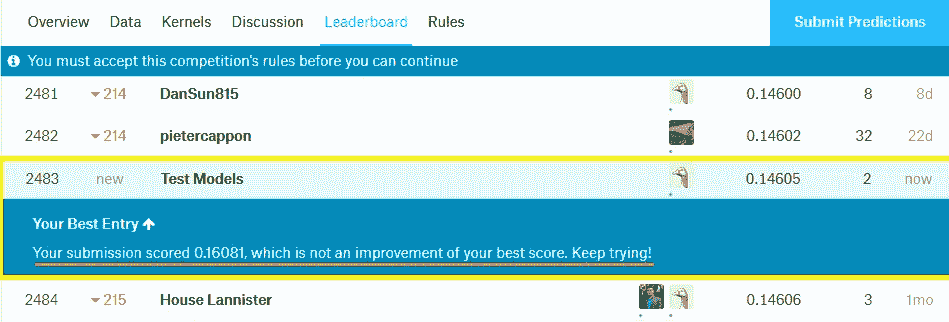 Overview Data Kernels Discussion Leaderboard Rules Submit Predictions
You must accept this competition's rules before you can continue
2481 214 DanSun815 0.14600 8 8d
2482 214 pietercappon 0.14602 32 22d
2483 new Test Models 0.14605 2 now
Your Best Entry
Your submission scored 0.16081, which is not an improvement of your best score. Keep trying!
2484 215 House Lannister 0.14606 3 1mo